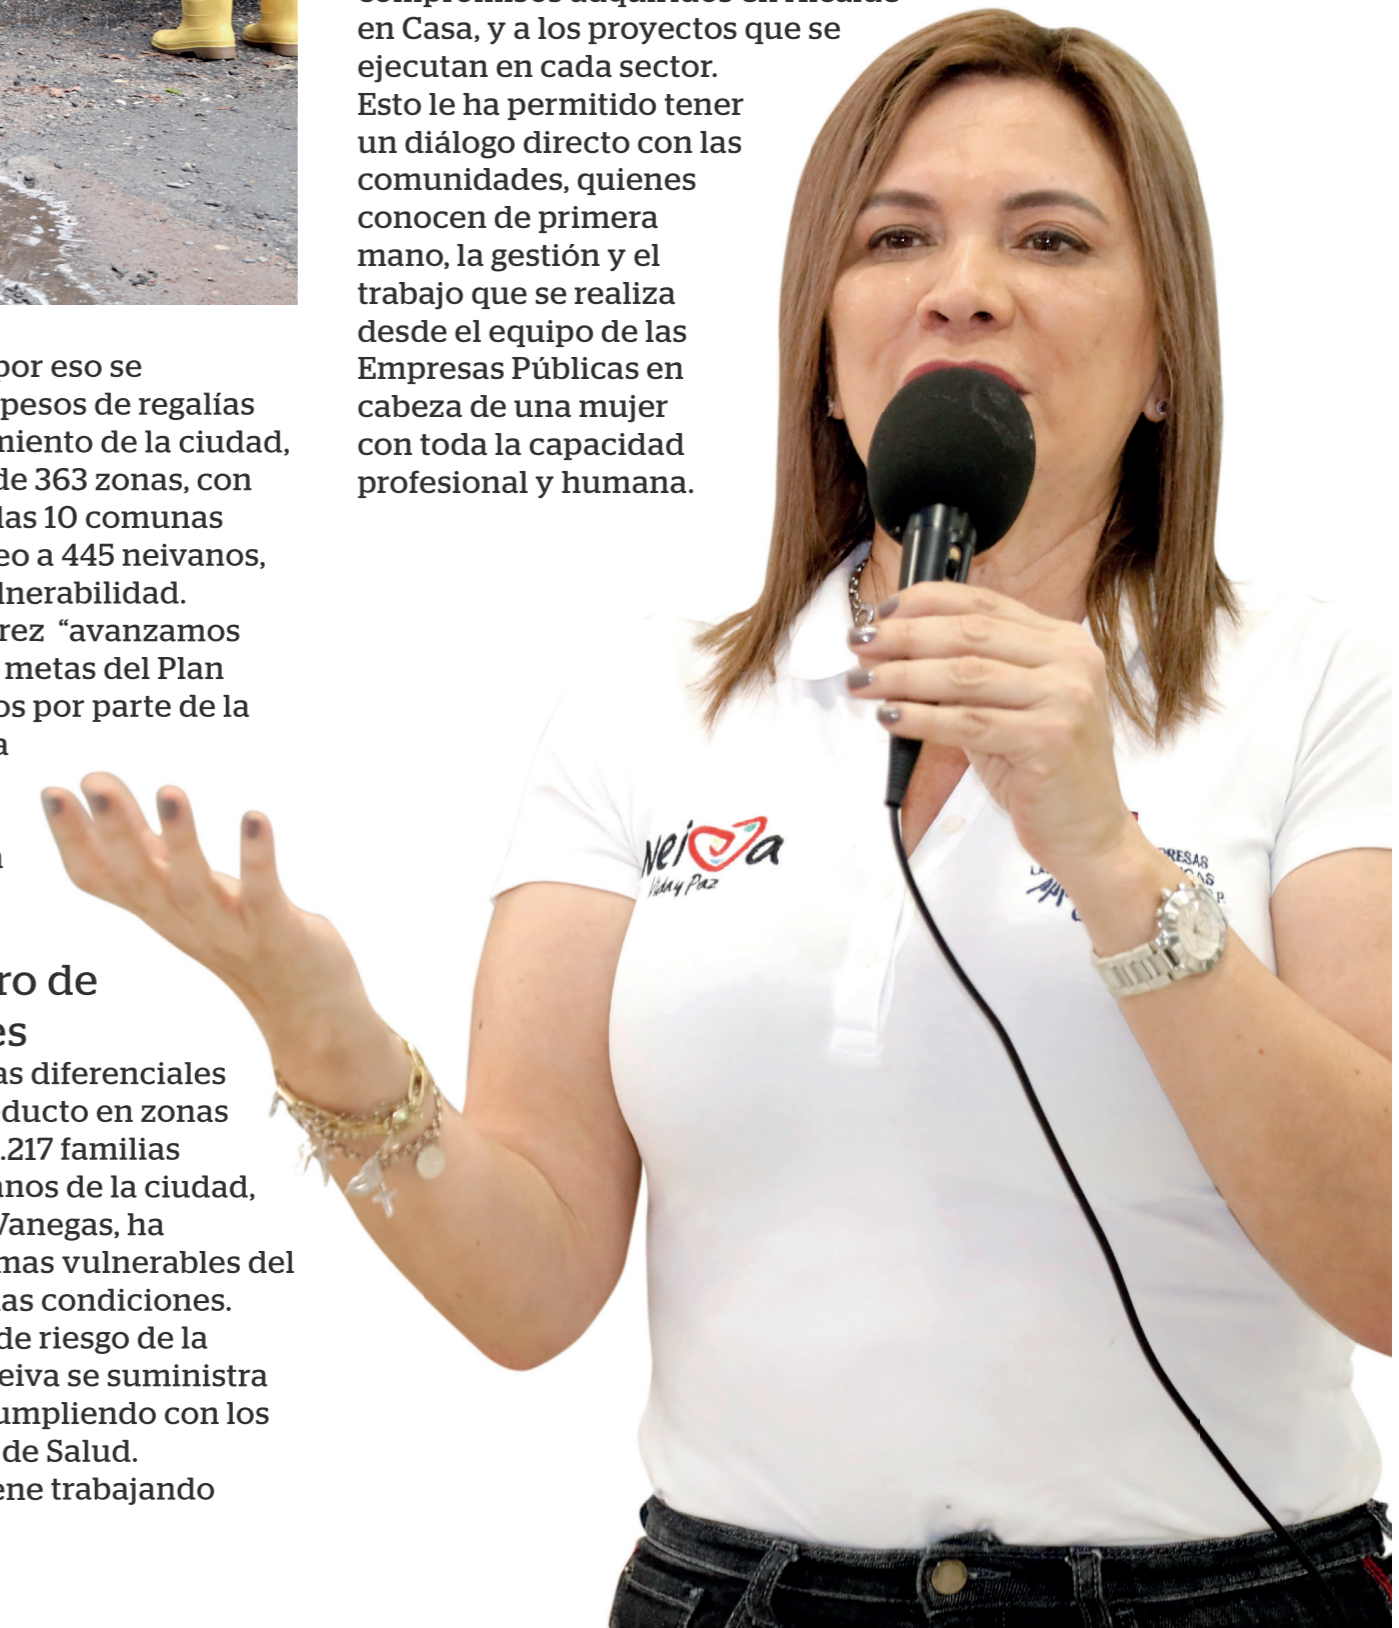 en Casa, y a los proyectos que se
ejecutan en cada sector.
Esto le ha permitido tener
un diálogo directo con las
comunidades, quienes
conocen de primera
mano, la gestión y el
trabajo que se realiza
desde el equipo de las
Empresas Públicas en
cabeza de una mujer
con toda la capacidad
profesional y humana.
por eso se
pesos de regalías
miento de la ciudad,
de 363 zonas, con
las 10 comunas
eo a 445 neivanos,
lnerabilidad.
rez “avanzamos
metas del Plan
os por parte de la
a
ro de
es
as diferenciales
ducto en zonas
.217 familias
anos de la ciudad,
Vanegas, ha
mas vulnerables del
as condiciones.
de riesgo de la
eiva se suministra
umpliendo con los
de Salud.
ene trabajando
Neiva
Vida y Paz
RESAS